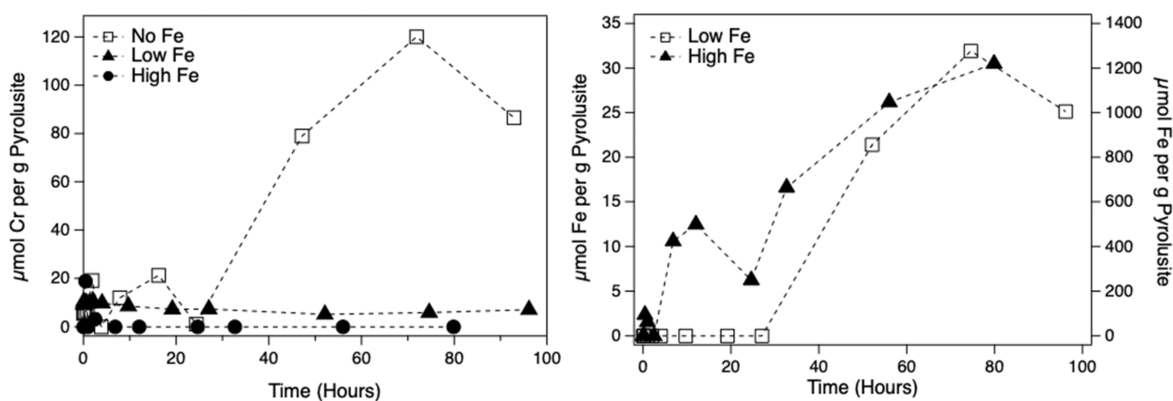 No Fe
Low Fe
High Fe
120
100
80
60
40
20
0
µmol Cr per g Pyrolusite
0 20 40 60 80 100
Time (Hours)
Low Fe
High Fe
35
30
25
20
15
10
5
0
µmol Fe per g Pyrolusite
1400
1200
1000
800
600
400
200
0
µmol Fe per g Pyrolusite
0 20 40 60 80 100
Time (Hours)